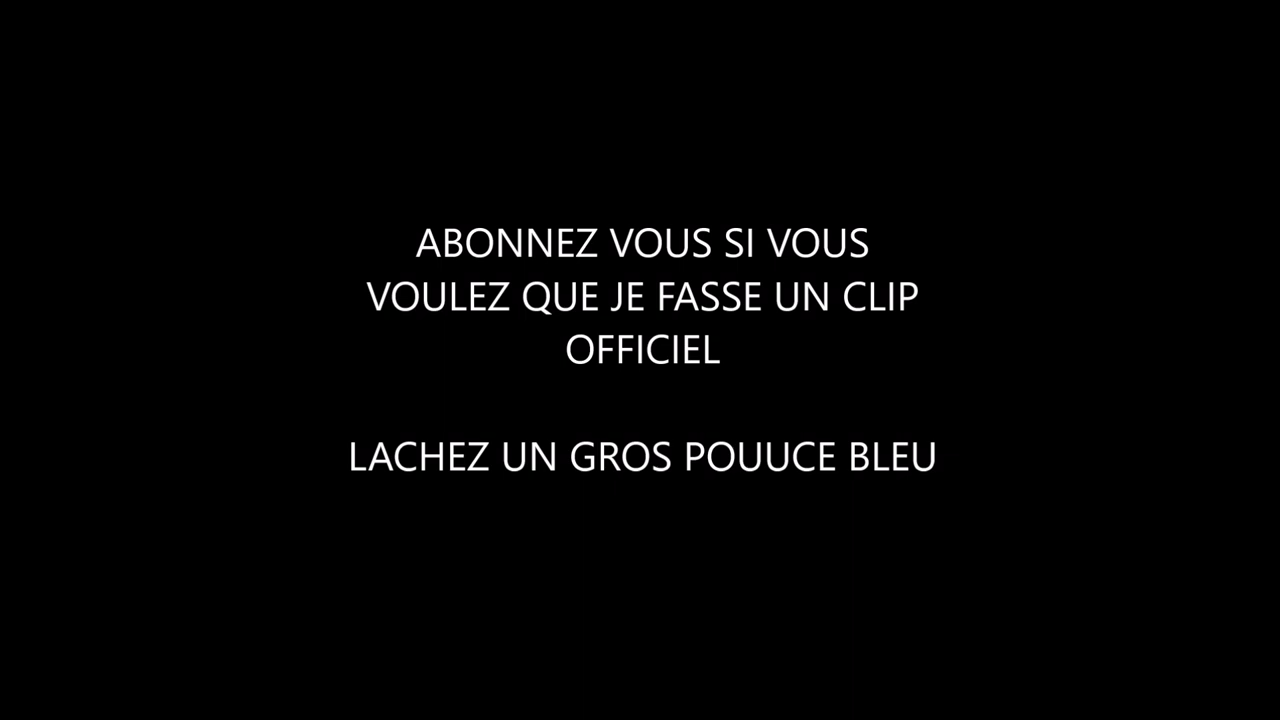 ABONNEZ VOUS SI VOUS
VOULEZ QUE JE FASSE UN CLIP
OFFICIEL
LACHEZ UN GROS POUUCE BLEU